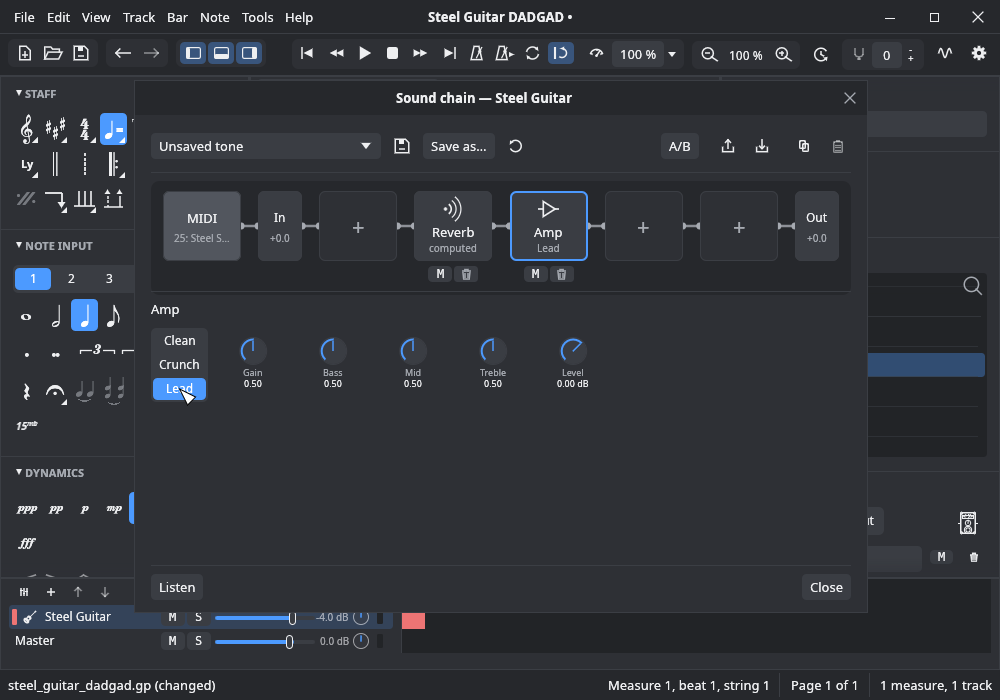 File Edit View Track Bar Note Tools Help
Steel Guitar DADGAD •
100 %
100 %
0
STAFF
Sound chain — Steel Guitar
Unsaved tone
Save as...
A/B
Ly
MIDI
25: Steel S...
In
+0.0
+
Reverb
computed
Amp
Lead
+
+
Out
+0.0
M
M
NOTE INPUT
1 2 3
3
15mb
Amp
Clean
Crunch
Lead
Gain
0.50
Bass
0.50
Mid
0.50
Treble
0.50
Level
0.00 dB
DYNAMICS
ppp pp p mp
fff
M
Listen
Close
Steel Guitar M S -4.0 dB
Master M S 0.0 dB
steel_guitar_dadgad.gp (changed)
Measure 1, beat 1, string 1
Page 1 of 1
1 measure, 1 track